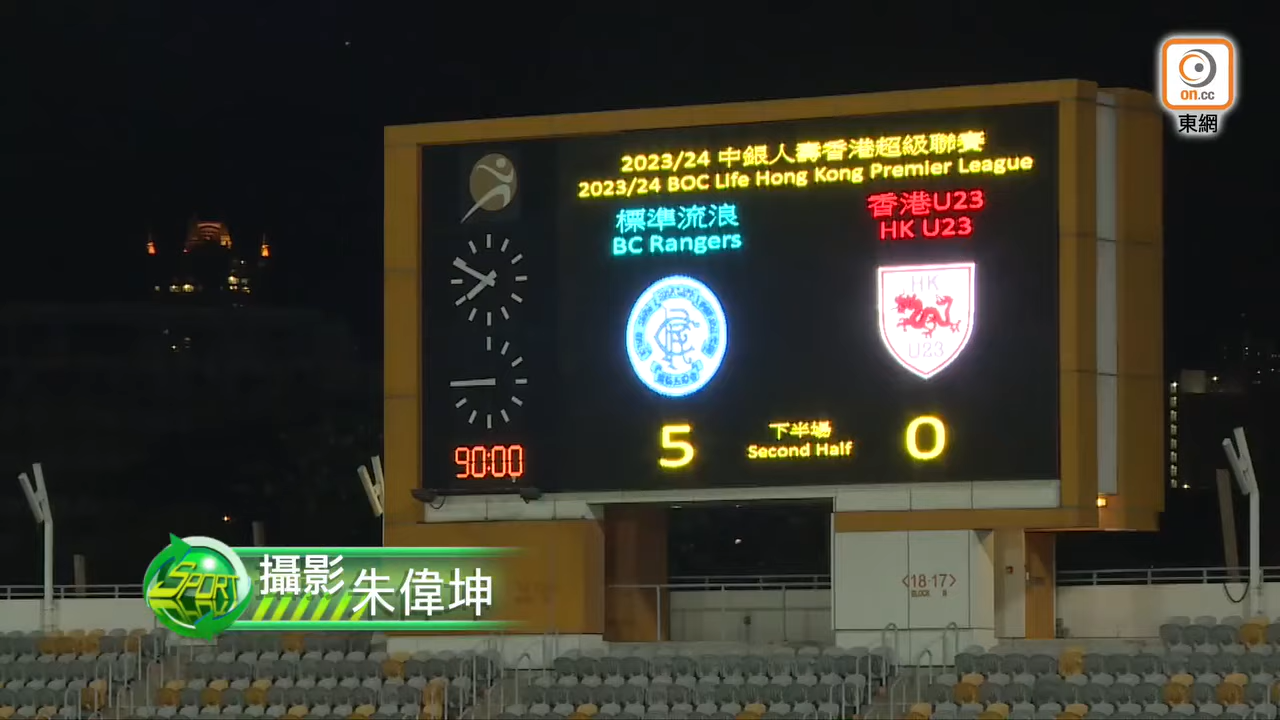 on.cc
東網
2023/24 中銀人壽香港超級聯賽
2023/24 BOC Life Hong Kong Premier League
標準流浪
BC Rangers
香港U23
HK U23
HK
U23
5
下半場
Second Half
0
90:00
SPORT
攝影 朱偉坤
<18-17>